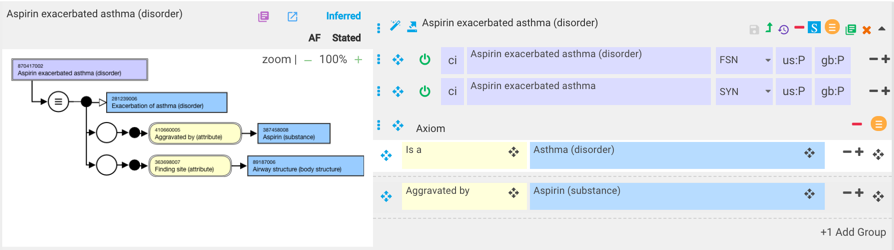 Aspirin exacerbated asthma (disorder)
Inferred
AF Stated
zoom | – 100% +
870417002
Aspirin exacerbated asthma (disorder)
281239006
Exacerbation of asthma (disorder)
410660005
Aggravated by (attribute)
387458008
Aspirin (substance)
363698007
Finding site (attribute)
89187006
Airway structure (body structure)
Aspirin exacerbated asthma (disorder)
S
ci Aspirin exacerbated asthma (disorder) FSN us:P gb:P
ci Aspirin exacerbated asthma SYN us:P gb:P
Axiom
Is a Asthma (disorder)
Aggravated by Aspirin (substance)
+1 Add Group